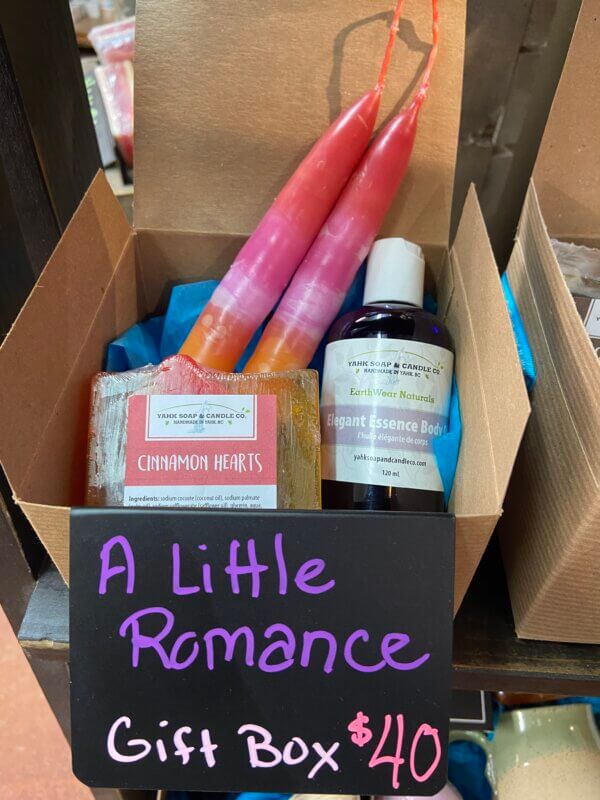 YAHK SOAP & CANDLE CO.
HANDMADE IN YAHK, BC
EarthWear Naturals
Elegant Essence Body
l'huile élégante de corps
yahksoapandcandleco.com
120 ml
YAHK SOAP & CANDLE CO.
HANDMADE IN YAHK, BC
CINNAMON HEARTS
Ingredients: sodium cocoate (coconut oil), sodium palmate
A Little
Romance
Gift Box $40